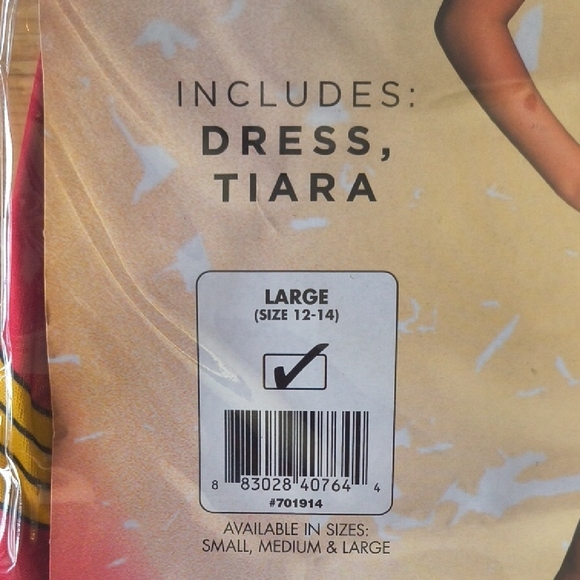 INCLUDES:
DRESS,
TIARA
LARGE
(SIZE 12-14)
8 83028 40764 4
#701914
AVAILABLE IN SIZES:
SMALL, MEDIUM & LARGE